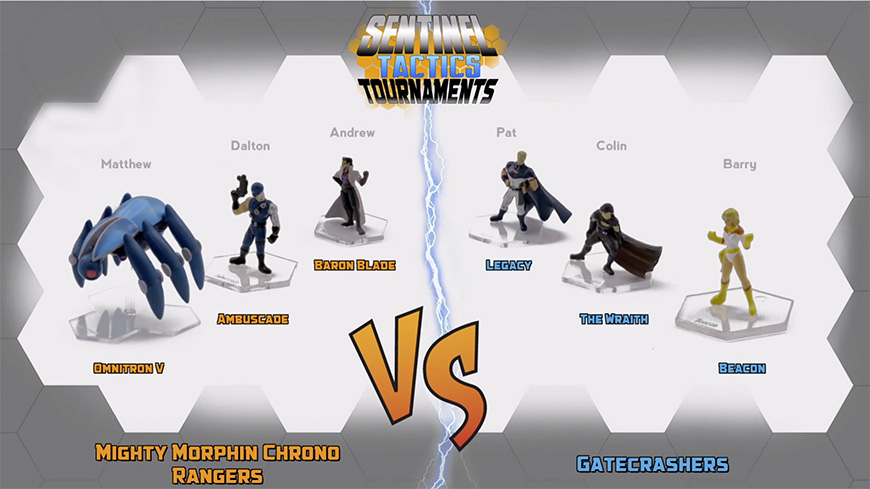 SENTINEL
TACTICS
TOURNAMENTS
Matthew
Dalton
Andrew
Pat
Colin
Barry
OMNITRON V
AMBUSCADE
BARON BLADE
LEGACY
THE WRAITH
BEACON
VS
MIGHTY MORPHIN CHRONO
RANGERS
GATECRASHERS